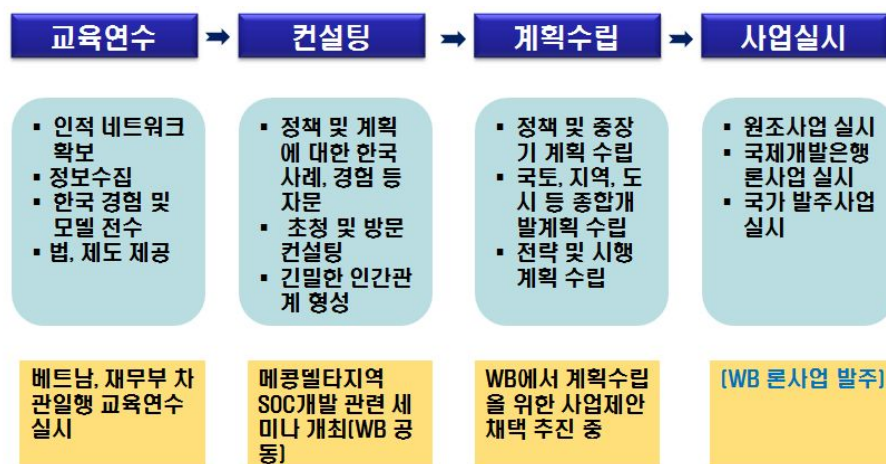 교육연수 ➡ 컨설팅 ➡ 계획수립 ➡ 사업실시
▪ 인적 네트워크
확보
▪ 정보수집
▪ 한국 경험 및
모델 전수
▪ 법, 제도 제공
▪ 정책 및 계획
에 대한 한국
사례, 경험 등
자문
▪ 초청 및 방문
컨설팅
▪ 긴밀한 인간관
계 형성
▪ 정책 및 중장
기 계획 수립
▪ 국토, 지역, 도
시 등 종합개
발계획 수립
▪ 전략 및 시행
계획 수립
▪ 원조사업 실시
▪ 국제개발은행
론사업 실시
▪ 국가 발주사업
실시
베트남, 재무부 차
관일행 교육연수
실시
메콩델타지역
SOC개발 관련 세
미나 개최(WB 공
동)
WB에서 계획수립
을 위한 사업제안
채택 추진 중
(WB 론사업 발주)